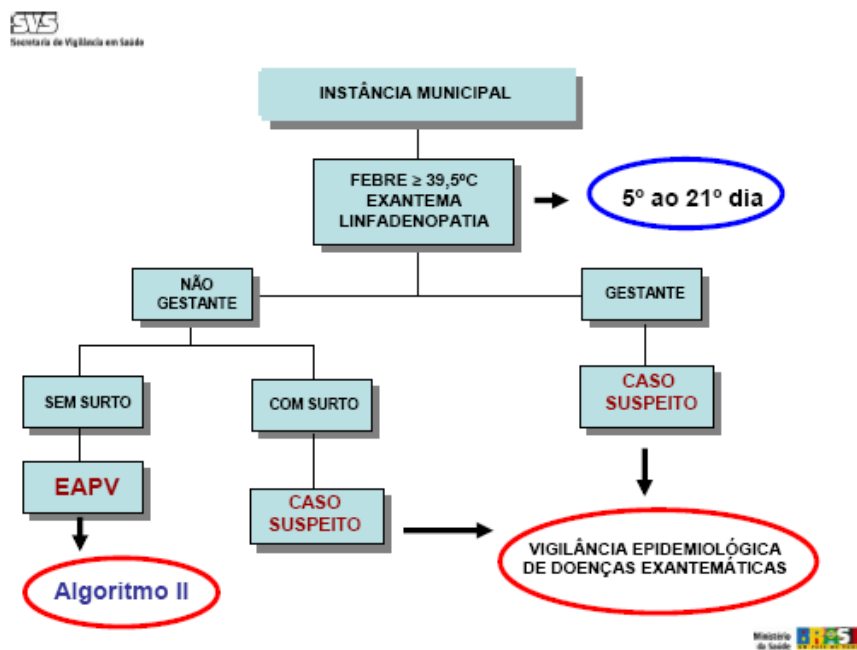 SVS
Secretaria de Vigilância em Saúde
INSTÂNCIA MUNICIPAL
FEBRE ≥ 39,5ºC
EXANTEMA
LINFADENOPATIA
5º ao 21º dia
NÃO
GESTANTE
GESTANTE
SEM SURTO
COM SURTO
CASO
SUSPEITO
EAPV
CASO
SUSPEITO
Algoritmo II
VIGILÂNCIA EPIDEMIOLÓGICA
DE DOENÇAS EXANTEMÁTICAS
Ministério
da Saúde